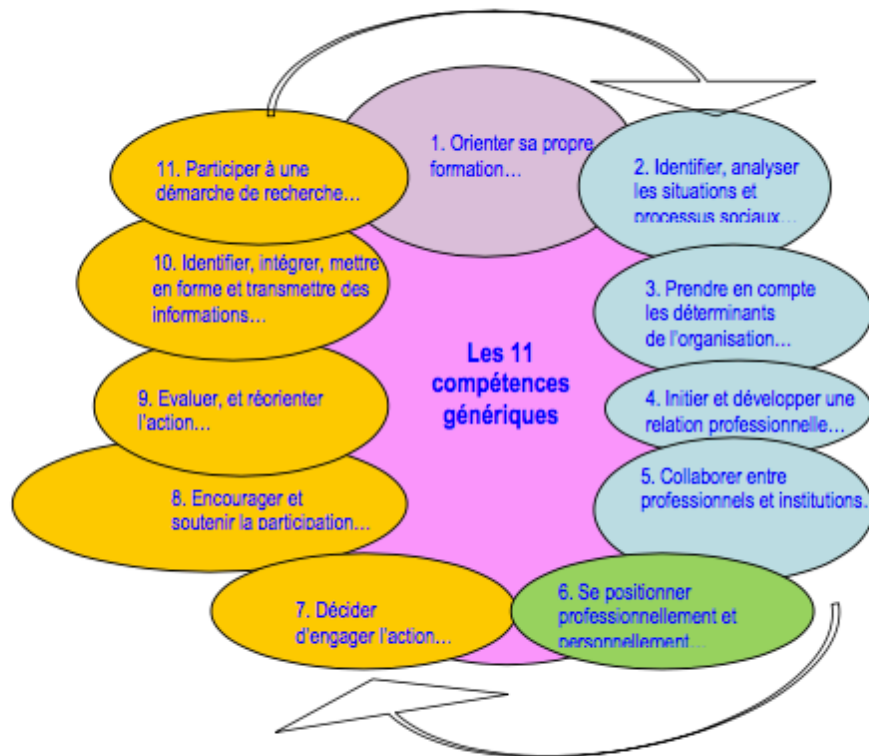 1. Orienter sa propre
formation…
2. Identifier, analyser
les situations et
processus sociaux…
3. Prendre en compte
les déterminants
de l'organisation…
4. Initier et développer une
relation professionnelle…
5. Collaborer entre
professionnels et institutions…
6. Se positionner
professionnellement et
personnellement…
7. Décider
d'engager l'action…
8. Encourager et
soutenir la participation…
9. Evaluer, et réorienter
l'action…
10. Identifier, intégrer, mettre
en forme et transmettre des
informations…
11. Participer à une
démarche de recherche…
Les 11
compétences
génériques